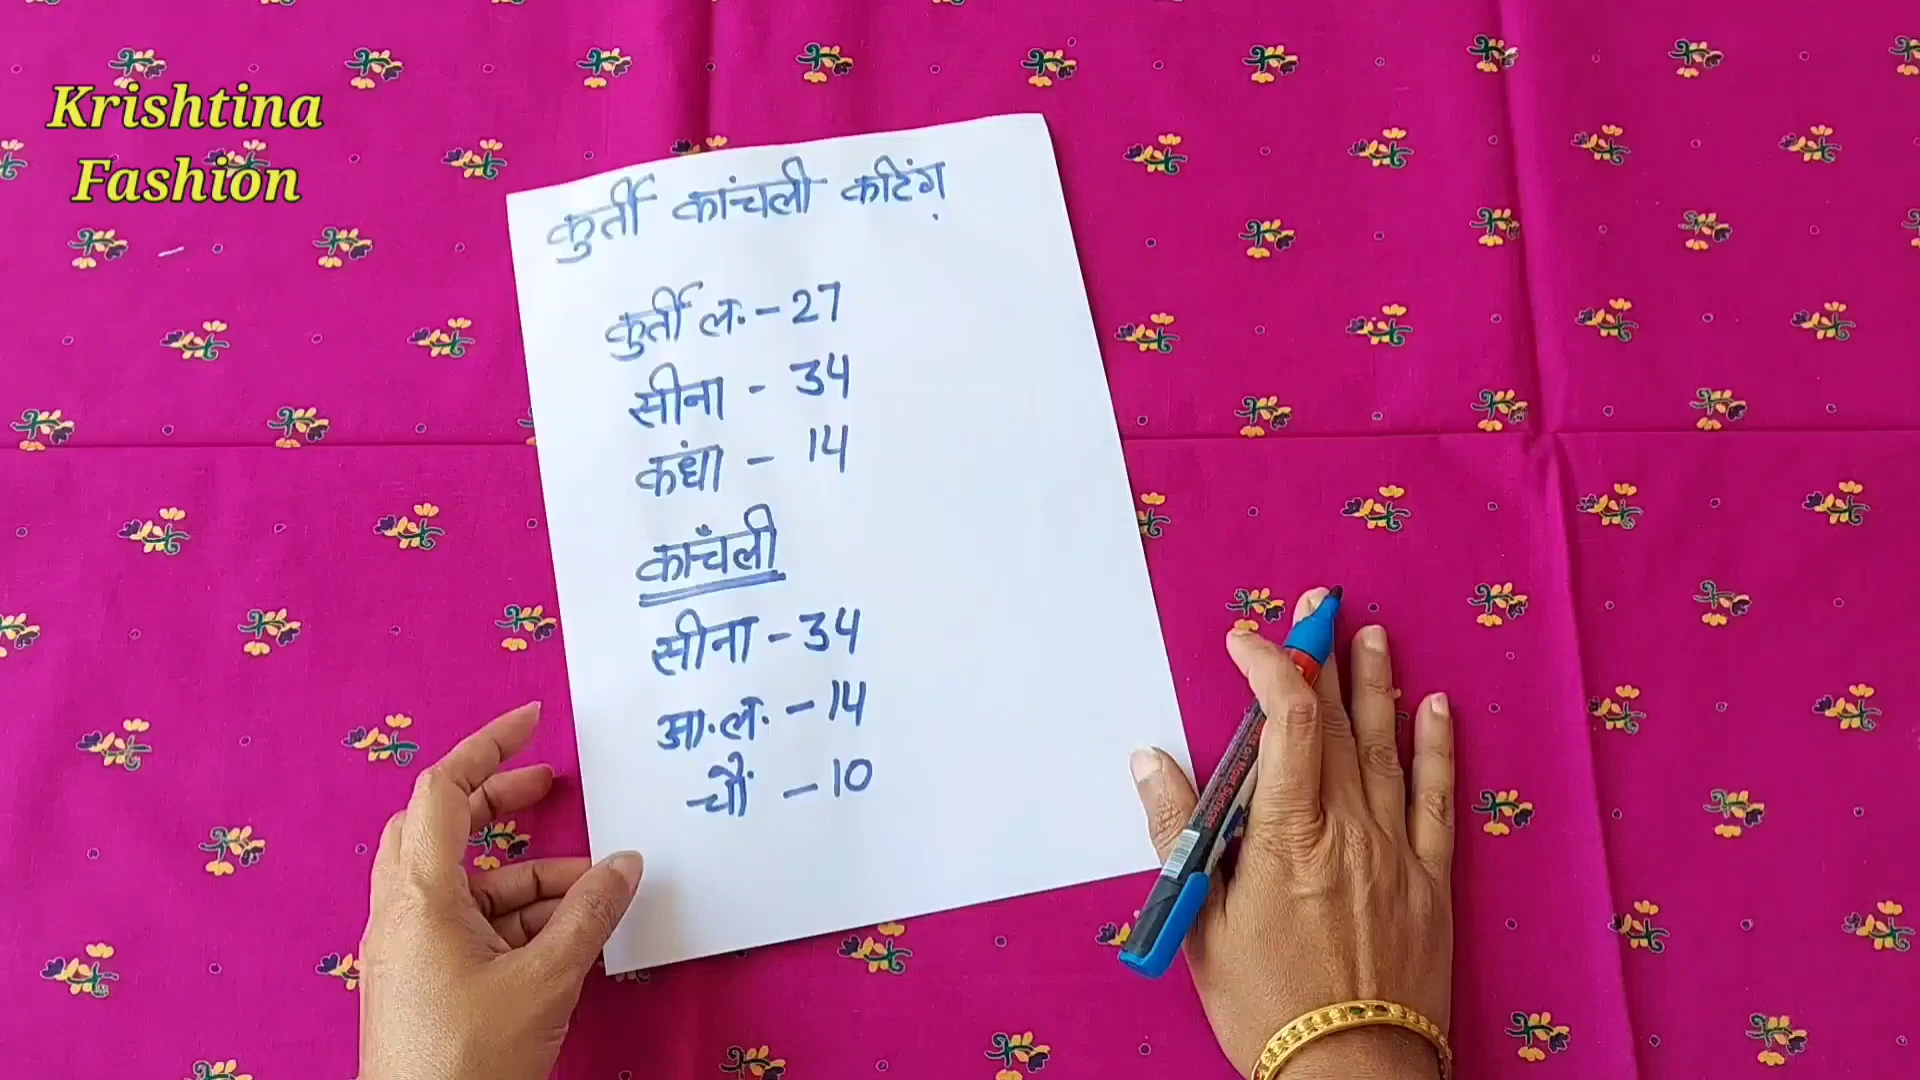 Krishtina
Fashion
कुर्ती कांचली कटिंग
कुर्ती ल. - 27
सीना - 34
कंधा - 14
काँचली
सीना - 34
आ. ल. - 14
चौ - 10